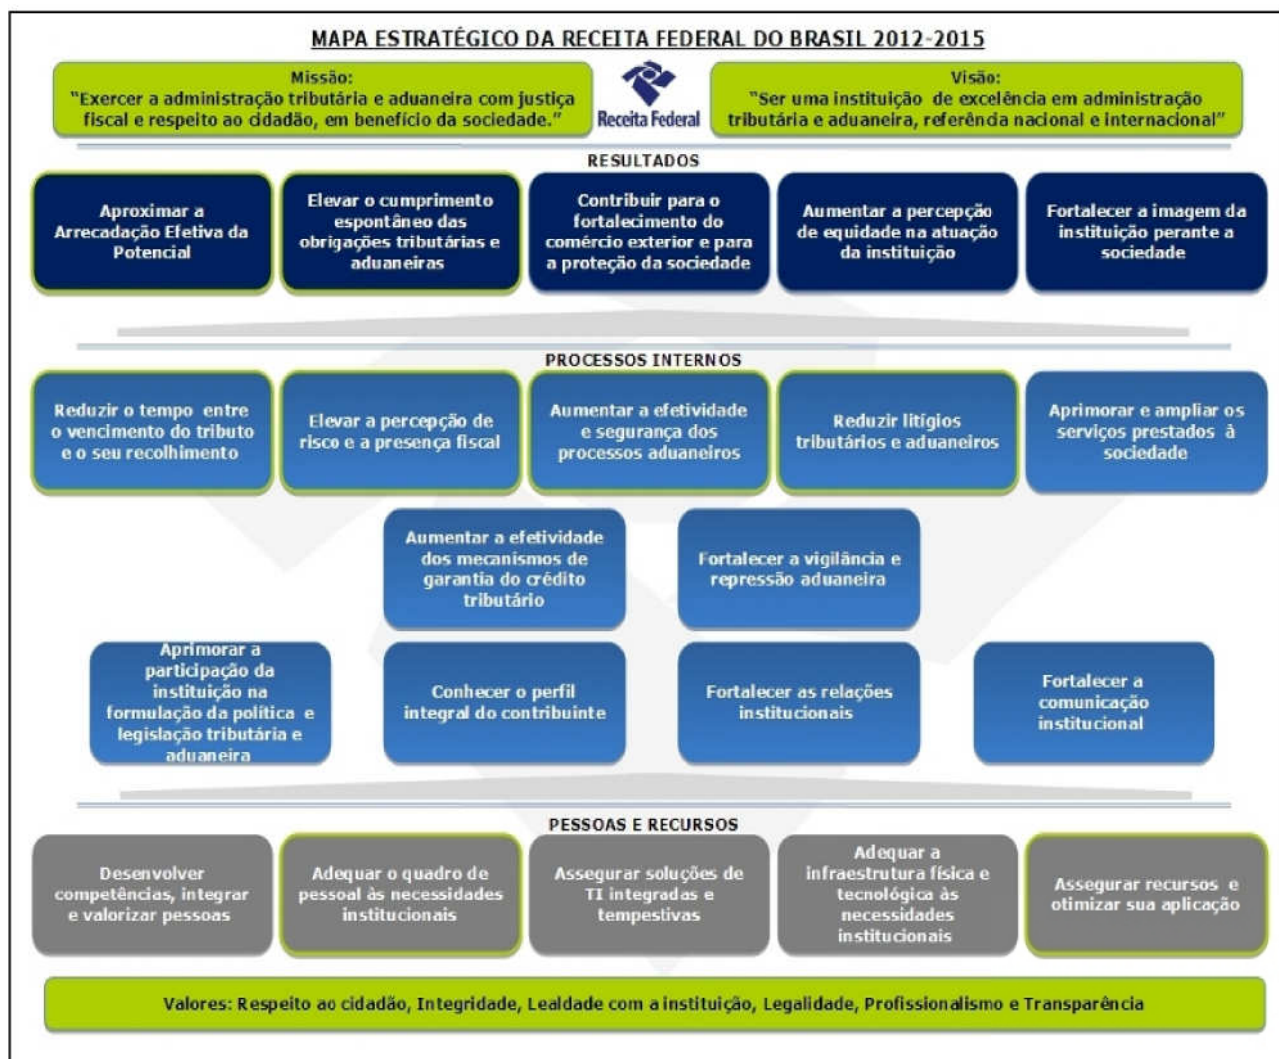 MAPA ESTRATÉGICO DA RECEITA FEDERAL DO BRASIL 2012-2015
Missão:
"Exercer a administração tributária e aduaneira com justiça
fiscal e respeito ao cidadão, em benefício da sociedade."
Receita Federal
Visão:
"Ser uma instituição de excelência em administração
tributária e aduaneira, referência nacional e internacional"
RESULTADOS
Aproximar a
Arrecadação Efetiva da
Potencial
Elevar o cumprimento
espontâneo das
obrigações tributárias e
aduaneiras
Contribuir para o
fortalecimento do
comércio exterior e para
a proteção da sociedade
Aumentar a percepção
de equidade na atuação
da instituição
Fortalecer a imagem da
instituição perante a
sociedade
PROCESSOS INTERNOS
Reduzir o tempo entre
o vencimento do tributo
e o seu recolhimento
Elevar a percepção de
risco e a presença fiscal
Aumentar a efetividade
e segurança dos
processos aduaneiros
Reduzir litígios
tributários e aduaneiros
Aprimorar e ampliar os
serviços prestados à
sociedade
Aumentar a efetividade
dos mecanismos de
garantia do crédito
tributário
Fortalecer a vigilância e
repressão aduaneira
Aprimorar a
participação da
instituição na
formulação da política e
legislação tributária e
aduaneira
Conhecer o perfil
integral do contribuinte
Fortalecer as relações
institucionais
Fortalecer a
comunicação
institucional
PESSOAS E RECURSOS
Desenvolver
competências, integrar
e valorizar pessoas
Adequar o quadro de
pessoal às necessidades
institucionais
Assegurar soluções de
TI integradas e
tempestivas
Adequar a
infraestrutura física e
tecnológica às
necessidades
institucionais
Assegurar recursos e
otimizar sua aplicação
Valores: Respeito ao cidadão, Integridade, Lealdade com a instituição, Legalidade, Profissionalismo e Transparência